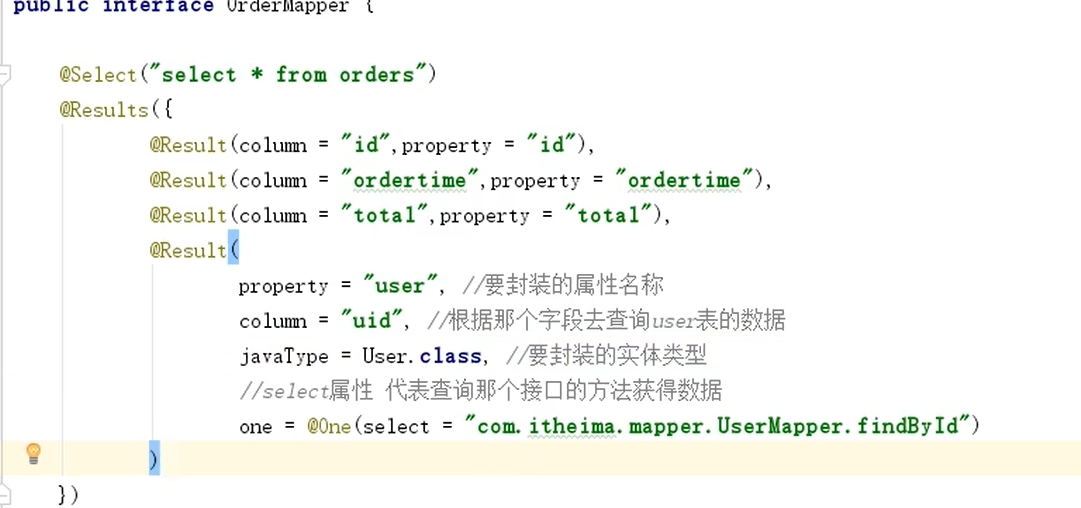 public interface OrderMapper {
@Select("select * from orders")
@Results({
@Result(column = "id",property = "id"),
@Result(column = "ordertime",property = "ordertime"),
@Result(column = "total",property = "total"),
@Result(
property = "user", //要封装的属性名称
column = "uid", //根据那个字段去查询user表的数据
javaType = User.class, //要封装的实体类型
//select属性 代表查询那个接口的方法获得数据
one = @One(select = "com.itheima.mapper.UserMapper.findById")
)
})